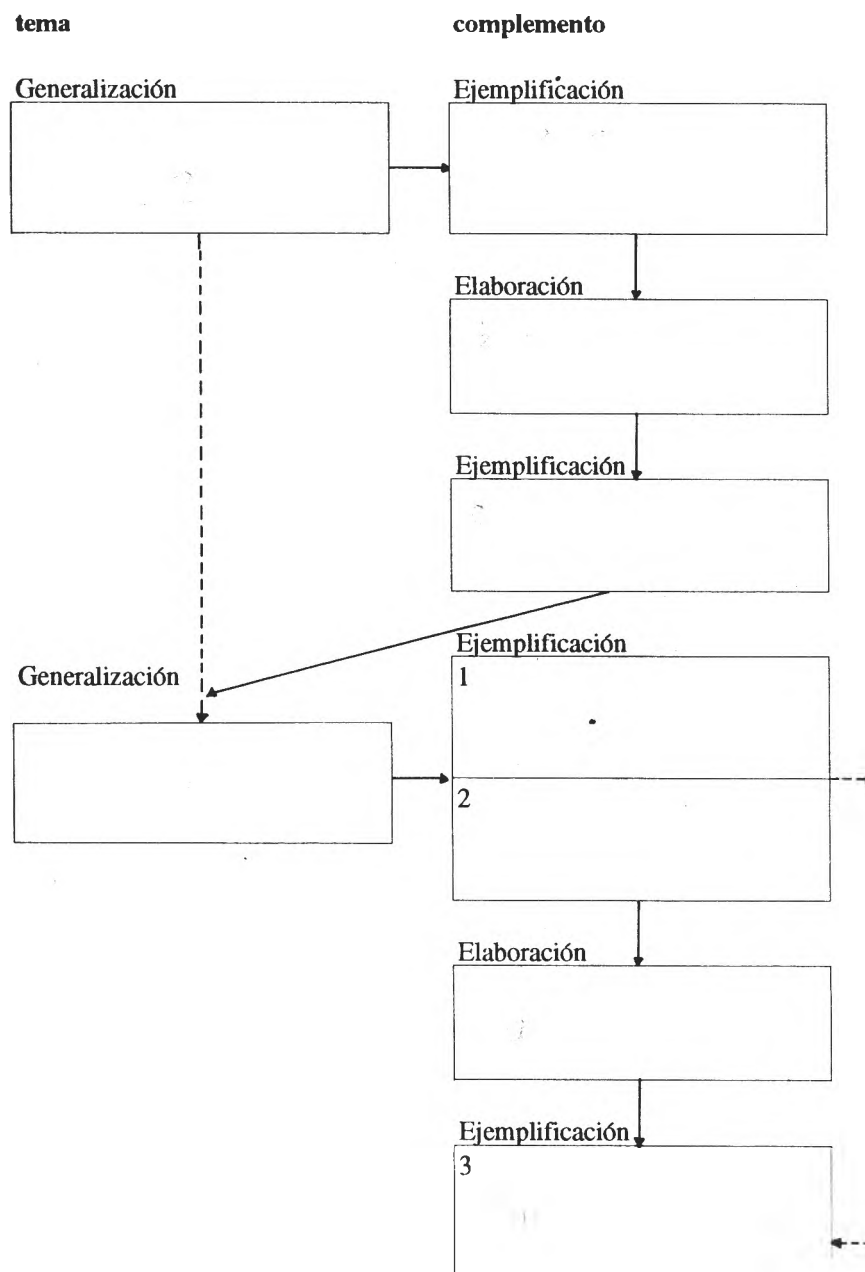 tema complemento
Generalización Ejemplificación
Elaboración
Ejemplificación
Ejemplificación
Generalización
1
2
Elaboración
Ejemplificación
3